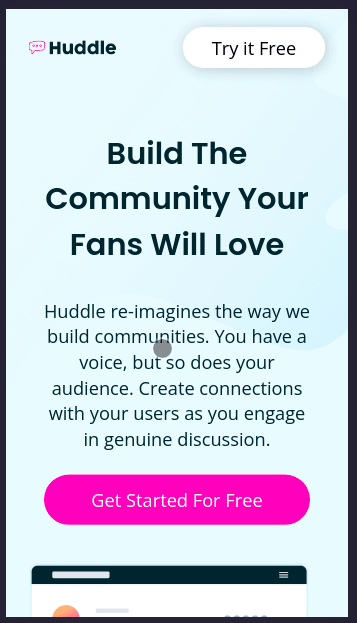 Huddle
Try it Free
Build The
Community Your
Fans Will Love
Huddle re-imagines the way we
build communities. You have a
voice, but so does your
audience. Create connections
with your users as you engage
in genuine discussion.
Get Started For Free